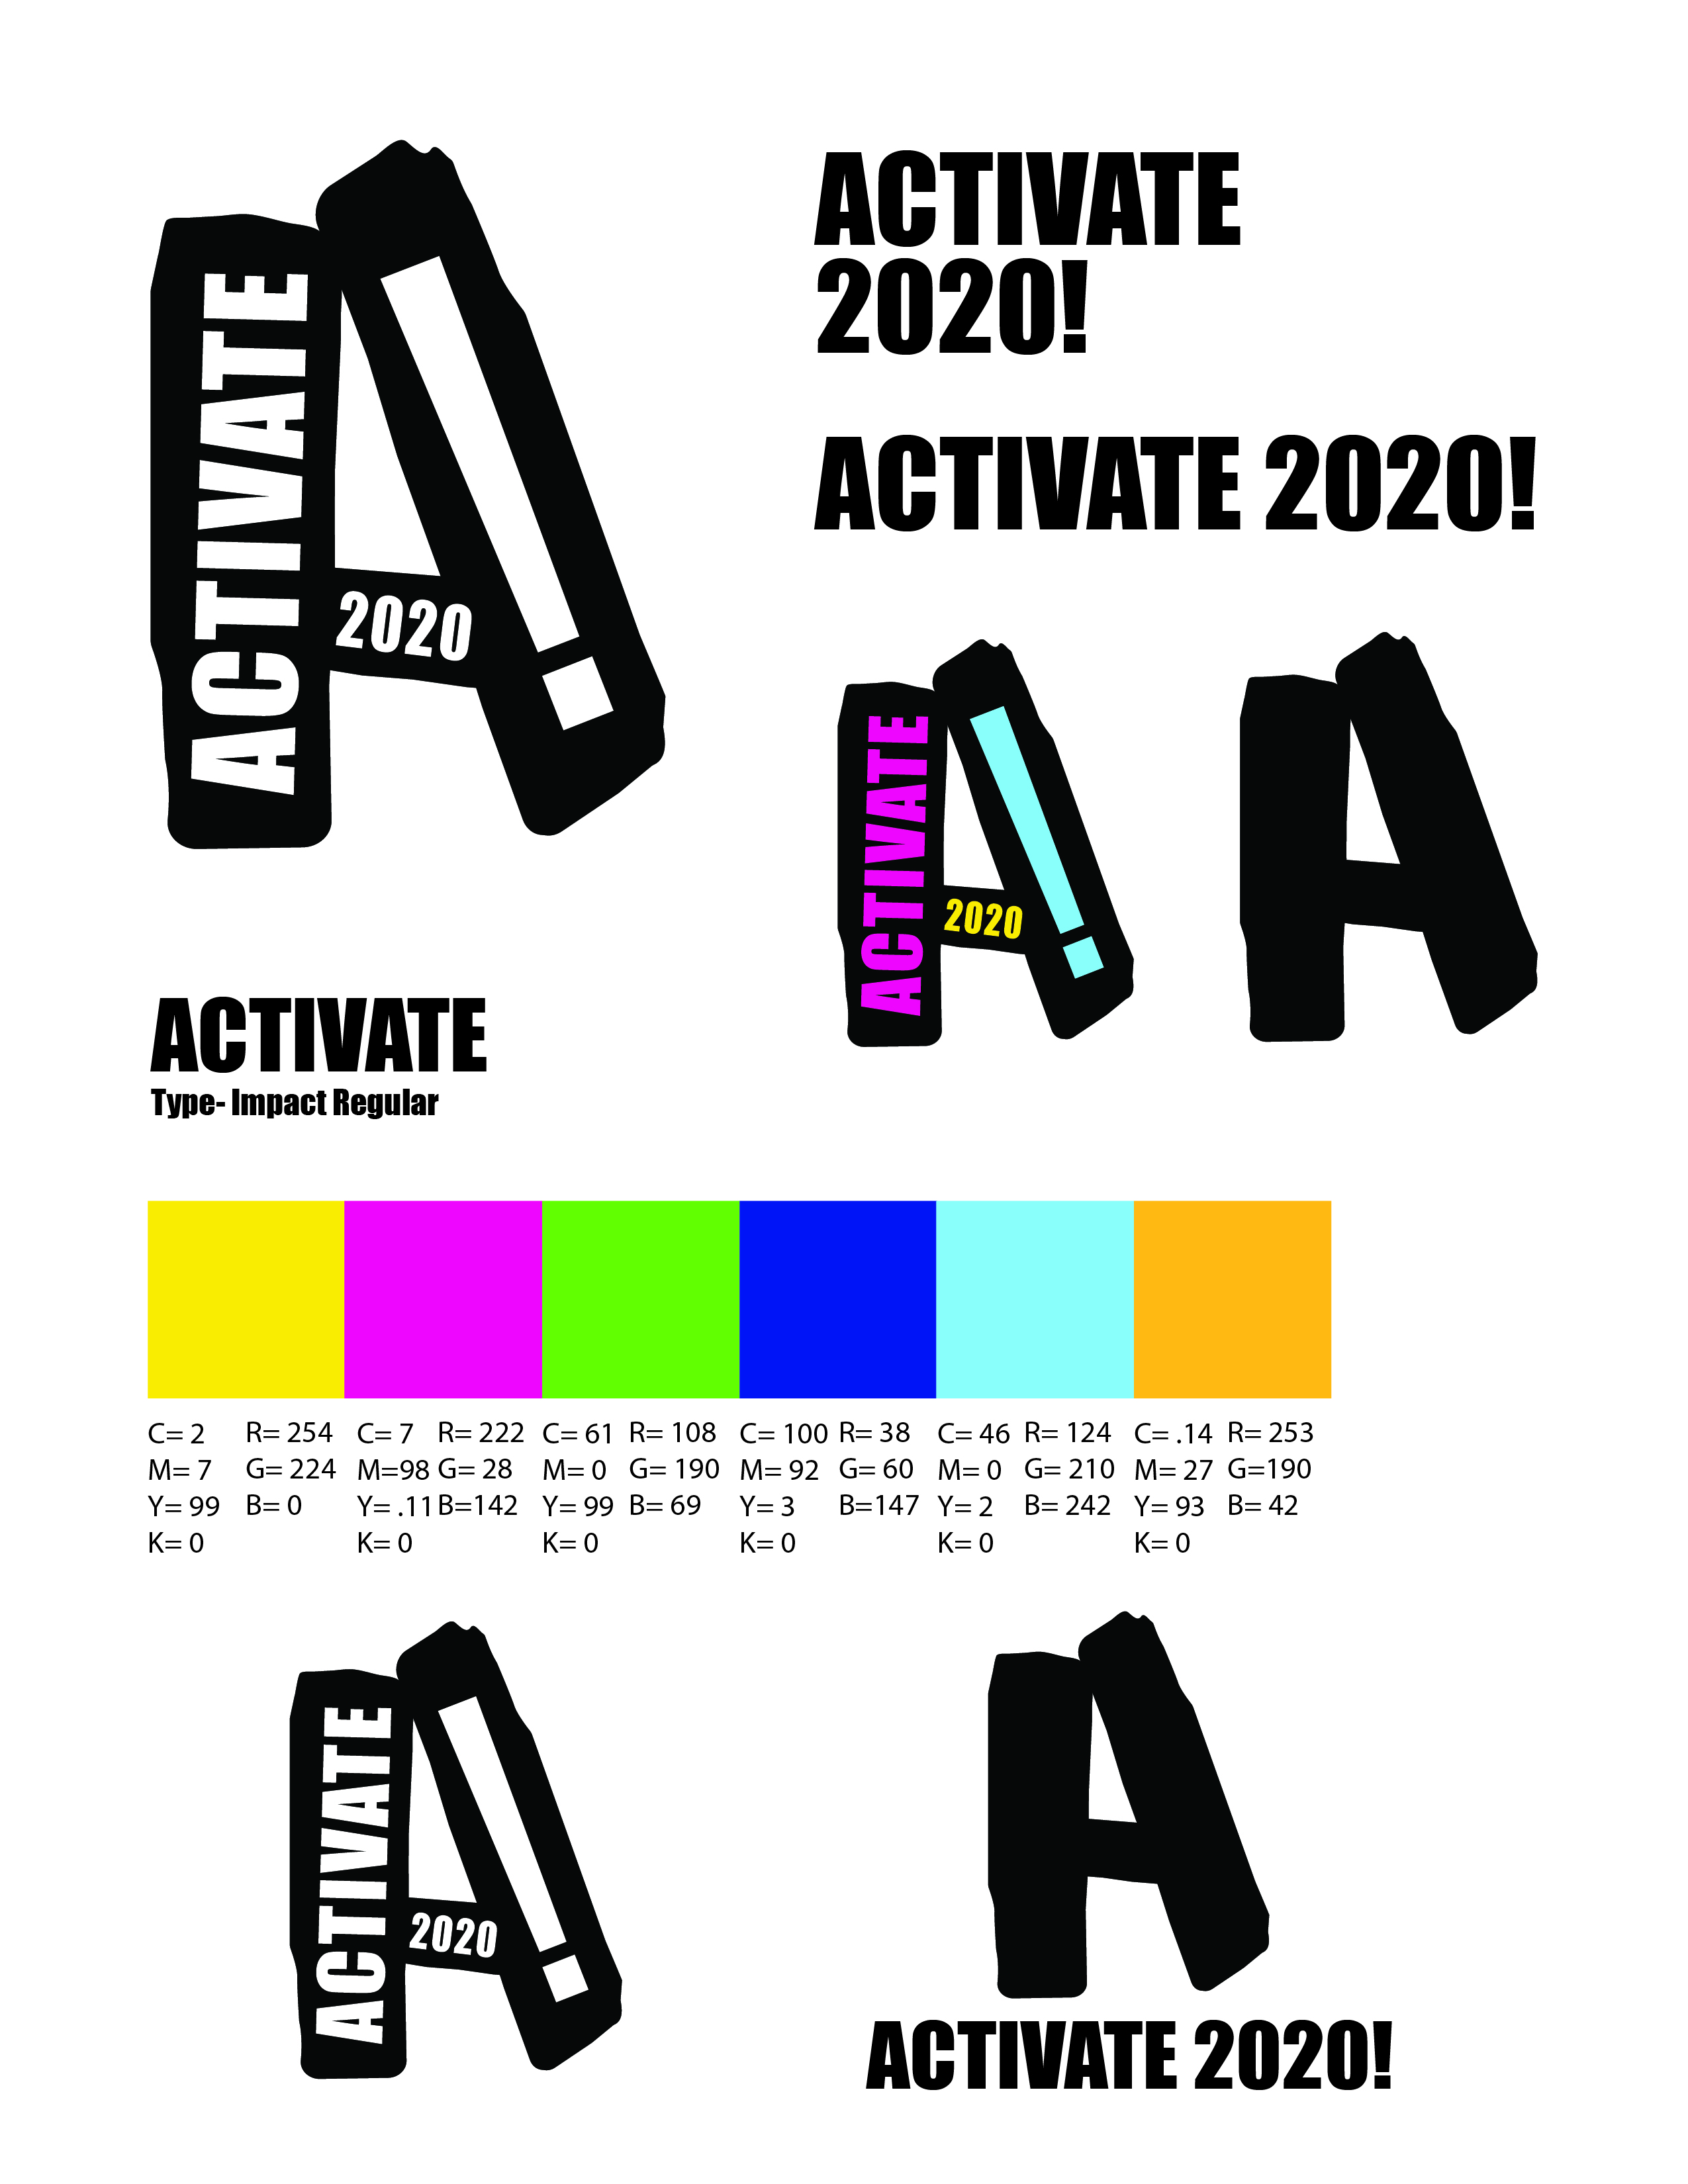 ACTIVATE
2020
!
ACTIVATE
2020!
ACTIVATE 2020!
ACTIVATE
2020
!
A
ACTIVATE
Type- Impact Regular
C= 2 R= 254 C= 7 R= 222 C= 61 R= 108 C= 100 R= 38 C= 46 R= 124 C= .14 R= 253
M= 7 G= 224 M=98 G= 28 M= 0 G= 190 M= 92 G= 60 M= 0 G= 210 M= 27 G=190
Y= 99 B= 0 Y= .11 B=142 Y= 99 B= 69 Y= 3 B=147 Y= 2 B= 242 Y= 93 B= 42
K= 0 K= 0 K= 0 K= 0 K= 0 K= 0
ACTIVATE
2020
!
A
ACTIVATE 2020!